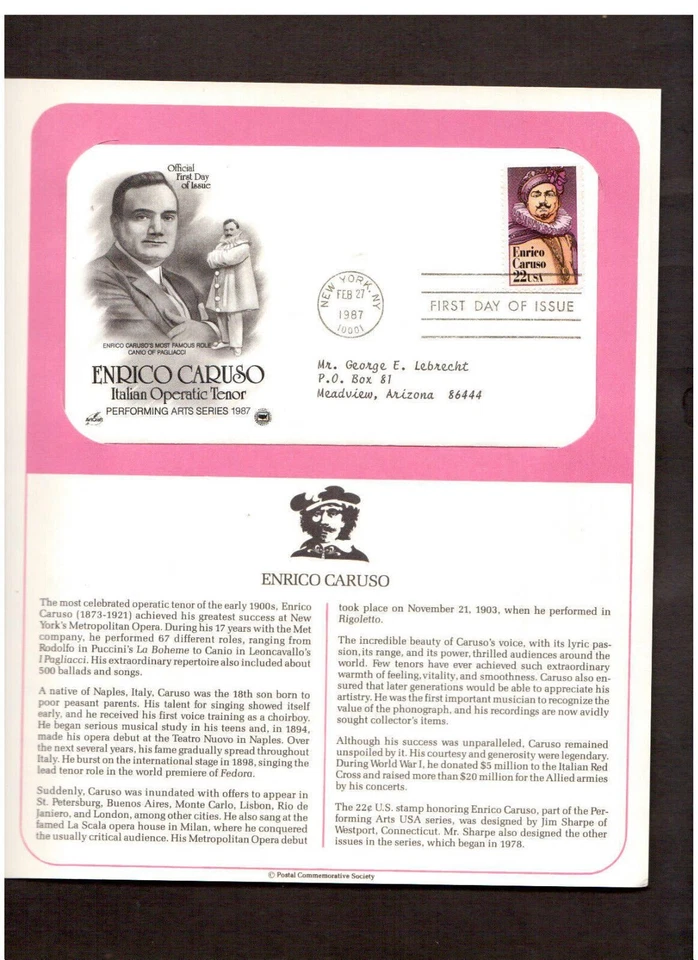 Official
First Day
of Issue
Enrico
Caruso
22USA
NEW YORK, NY
FEB 27
1987
10001
FIRST DAY OF ISSUE
ENRICO CARUSO'S MOST FAMOUS ROLE
CANIO OF PAGLIACCI
ENRICO CARUSO
Italian Operatic Tenor
PERFORMING ARTS SERIES 1987
Mr. George E. Lebrecht
P.O. Box 81
Meadview, Arizona 86444
ENRICO CARUSO
The most celebrated operatic tenor of the early 1900s, Enrico
Caruso (1873-1921) achieved his greatest success at New
York's Metropolitan Opera. During his 17 years with the Met
company, he performed 67 different roles, ranging from
Rodolfo in Puccini's La Boheme to Canio in Leoncavallo's
I Pagliacci. His extraordinary repertoire also included about
500 ballads and songs.
A native of Naples, Italy, Caruso was the 18th son born to
poor peasant parents. His talent for singing showed itself
early, and he received his first voice training as a choirboy.
He began serious musical study in his teens and, in 1894,
made his opera debut at the Teatro Nuovo in Naples. Over
the next several years, his fame gradually spread throughout
Italy. He burst on the international stage in 1898, singing the
lead tenor role in the world premiere of Fedora.
Suddenly, Caruso was inundated with offers to appear in
St. Petersburg, Buenos Aires, Monte Carlo, Lisbon, Rio de
Janiero, and London, among other cities. He also sang at the
famed La Scala opera house in Milan, where he conquered
the usually critical audience. His Metropolitan Opera debut
took place on November 21, 1903, when he performed in
Rigoletto.
The incredible beauty of Caruso's voice, with its lyric pas-
sion, its range, and its power, thrilled audiences around the
world. Few tenors have ever achieved such extraordinary
warmth of feeling, vitality, and smoothness. Caruso also en-
sured that later generations would be able to appreciate his
artistry. He was the first important musician to recognize the
value of the phonograph, and his recordings are now avidly
sought collector's items.
Although his success was unparalleled, Caruso remained
unspoiled by it. His courtesy and generosity were legendary.
During World War I, he donated $5 million to the Italian Red
Cross and raised more than $20 million for the Allied armies
by his concerts.
The 22¢ U.S. stamp honoring Enrico Caruso, part of the Per-
forming Arts USA series, was designed by Jim Sharpe of
Westport, Connecticut. Mr. Sharpe also designed the other
issues in the series, which began in 1978.
© Postal Commemorative Society